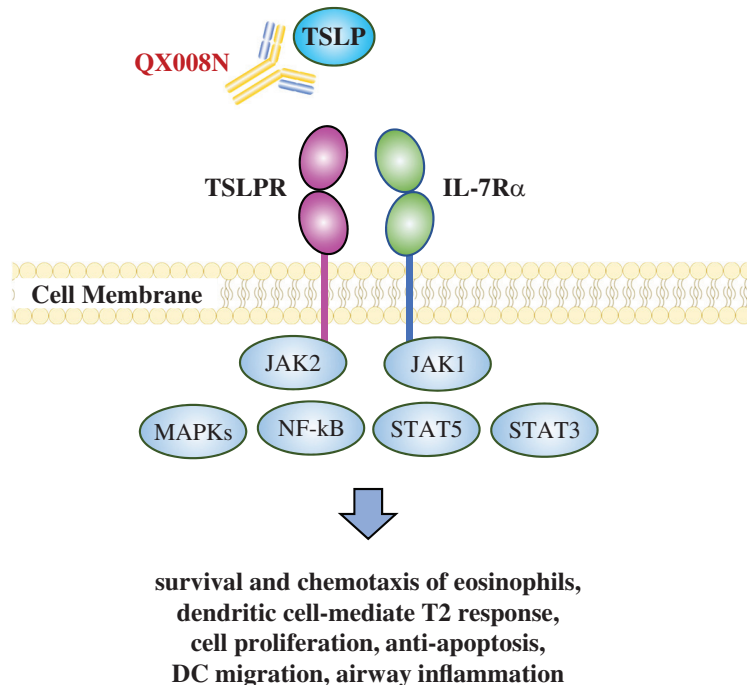 TSLP
QX008N
TSLPR
IL-7Rα
Cell Membrane
JAK2
JAK1
MAPKs
NF-kB
STAT5
STAT3
survival and chemotaxis of eosinophils,
dendritic cell-mediate T2 response,
cell proliferation, anti-apoptosis,
DC migration, airway inflammation